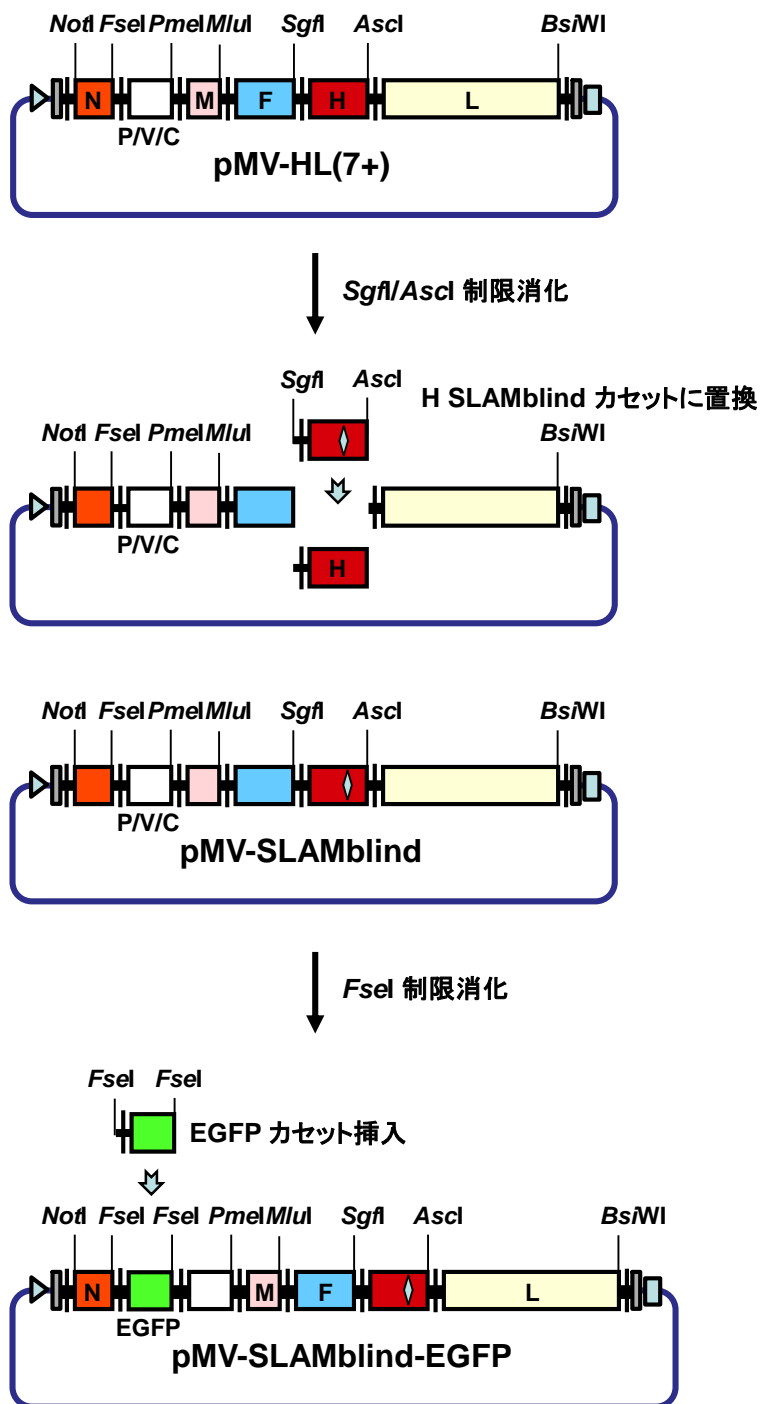 NotI FseI PmeI MluI SgfI AscI BsiWI
N M F H L
P/V/C
pMV-HL(7+)
SgfI/AscI 制限消化
SgfI AscI
H SLAMblind カセットに置換
NotI FseI PmeI MluI BsiWI
P/V/C
H
NotI FseI PmeI MluI SgfI AscI BsiWI
P/V/C
pMV-SLAMblind
FseI 制限消化
FseI FseI
EGFP カセット挿入
NotI FseI FseI PmeI MluI SgfI AscI BsiWI
N M F L
EGFP
pMV-SLAMblind-EGFP